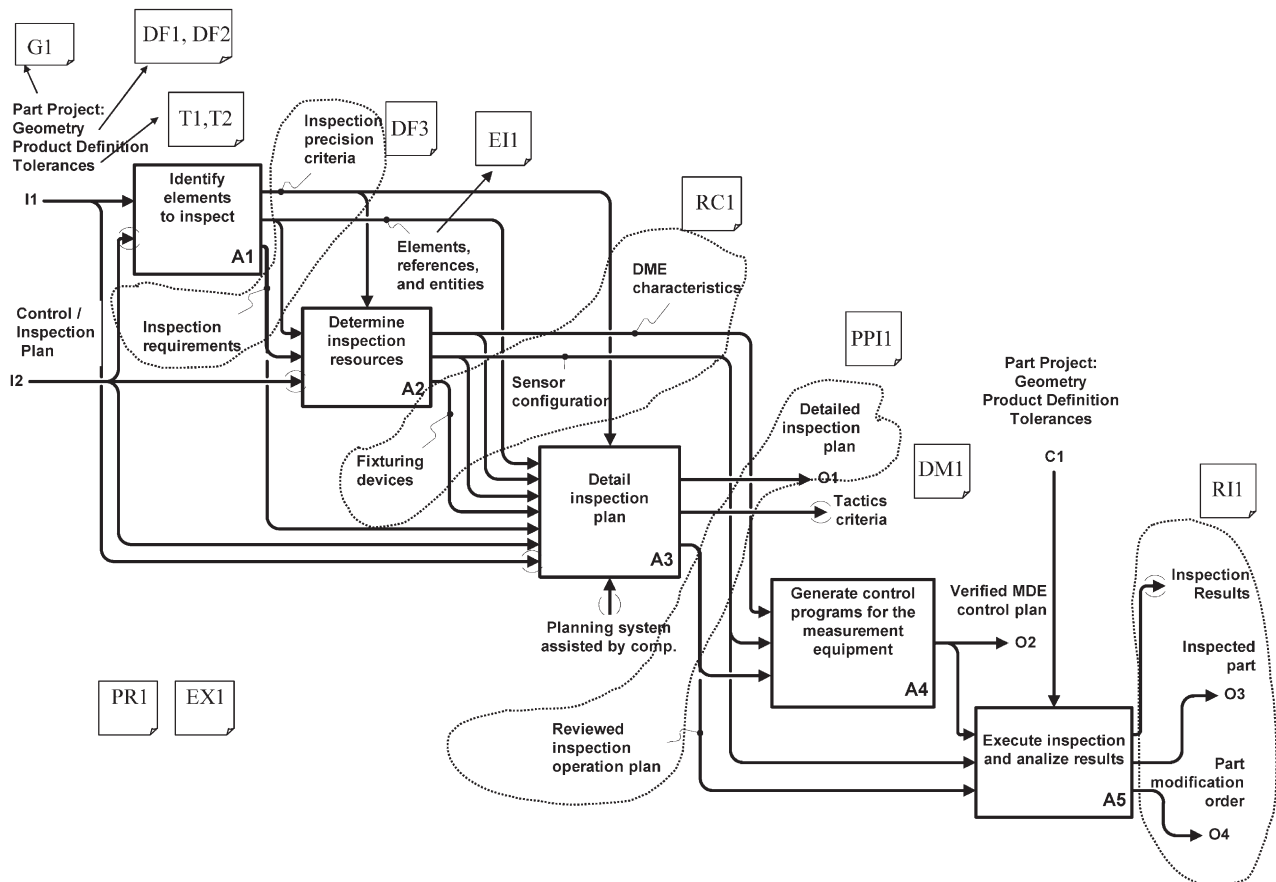 G1
DF1, DF2
Part Project:
Geometry
Product Definition
Tolerances
T1,T2
Inspection
precision
criteria
DF3
EI1
I1
Identify
elements
to inspect
A1
RC1
Elements,
references,
and entities
DME
characteristics
Control /
Inspection
Plan
Inspection
requirements
Determine
inspection
resources
A2
I2
PPI1
Part Project:
Geometry
Product Definition
Tolerances
Sensor
configuration
Detailed
inspection
plan
Fixturing
devices
Detail
inspection
plan
A3
O1
Tactics
criteria
DM1
C1
RI1
Planning system
assisted by comp.
Generate control
programs for the
measurement
equipment
A4
Verified MDE
control plan
O2
Inspection
Results
Inspected
part
O3
PR1
EX1
Reviewed
inspection
operation plan
Execute inspection
and analize results
A5
Part
modification
order
O4